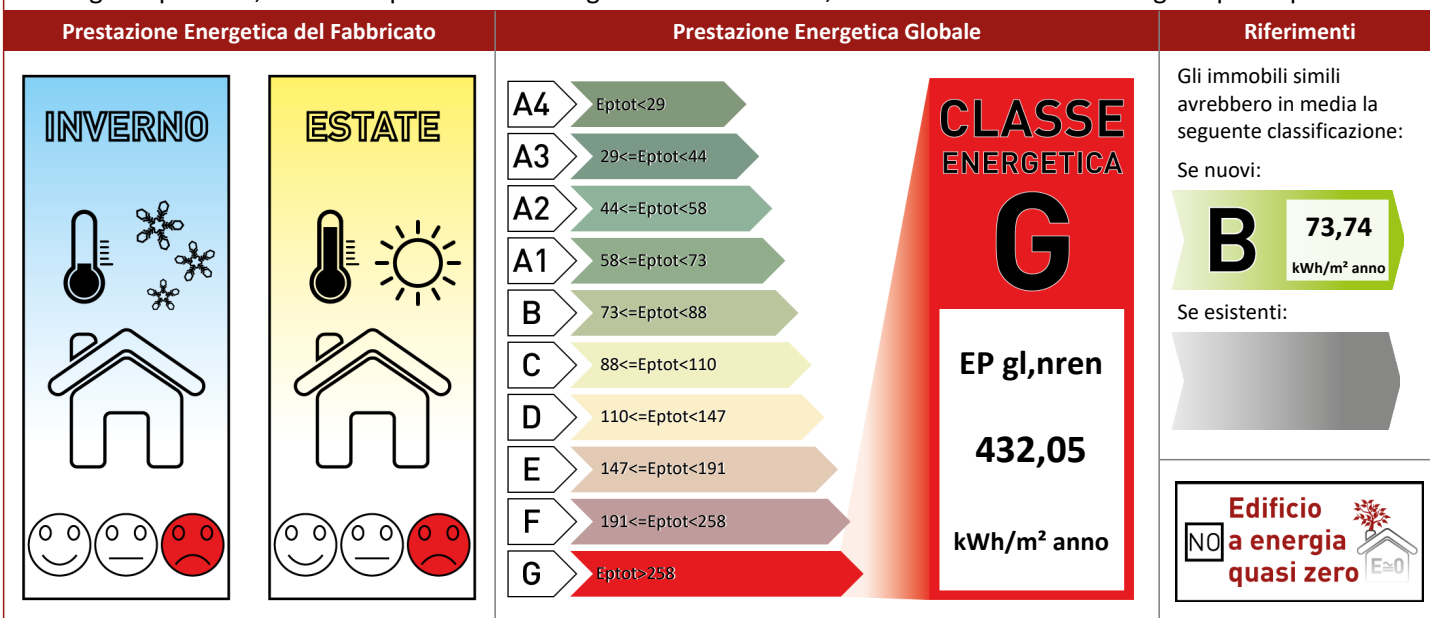 Prestazione Energetica del Fabbricato
Prestazione Energetica Globale
Riferimenti
INVERNO
ESTATE
A4 Eptot<29
A3 29<=Eptot<44
A2 44<=Eptot<58
A1 58<=Eptot<73
B 73<=Eptot<88
C 88<=Eptot<110
D 110<=Eptot<147
E 147<=Eptot<191
F 191<=Eptot<258
G Eptot>258
CLASSE
ENERGETICA
G
EP gl,nren
432,05
kWh/m² anno
Gli immobili simili
avrebbero in media la
seguente classificazione:
Se nuovi:
B 73,74
kWh/m² anno
Se esistenti:
Edificio
NO a energia
quasi zero
E≃0